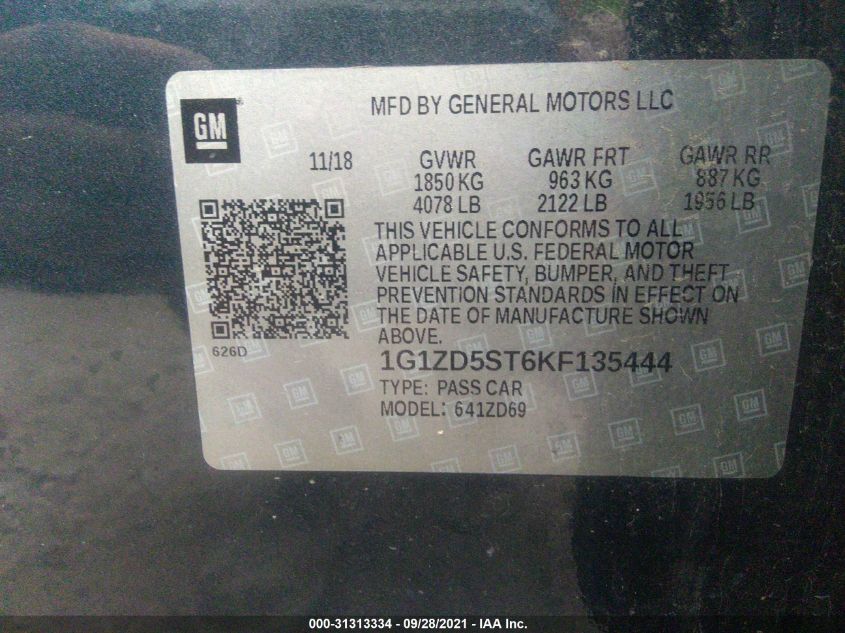 GM
MFD BY GENERAL MOTORS LLC
11/18 GVWR GAWR FRT GAWR RR
1850 KG 963 KG 887 KG
4078 LB 2122 LB 1956 LB
THIS VEHICLE CONFORMS TO ALL
APPLICABLE U.S. FEDERAL MOTOR
VEHICLE SAFETY, BUMPER, AND THEFT
PREVENTION STANDARDS IN EFFECT ON
THE DATE OF MANUFACTURE SHOWN
ABOVE.
626D
1G1ZD5ST6KF135444
TYPE: PASS CAR
MODEL: 641ZD69
000-31313334 - 09/28/2021 - IAA Inc.